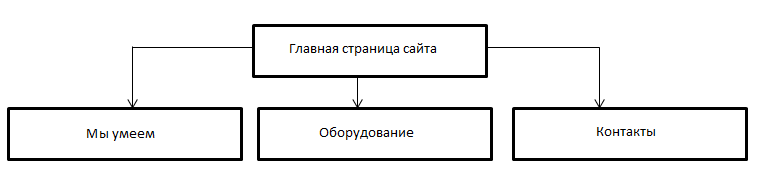 Главная страница сайта
Мы умеем
Оборудование
Контакты